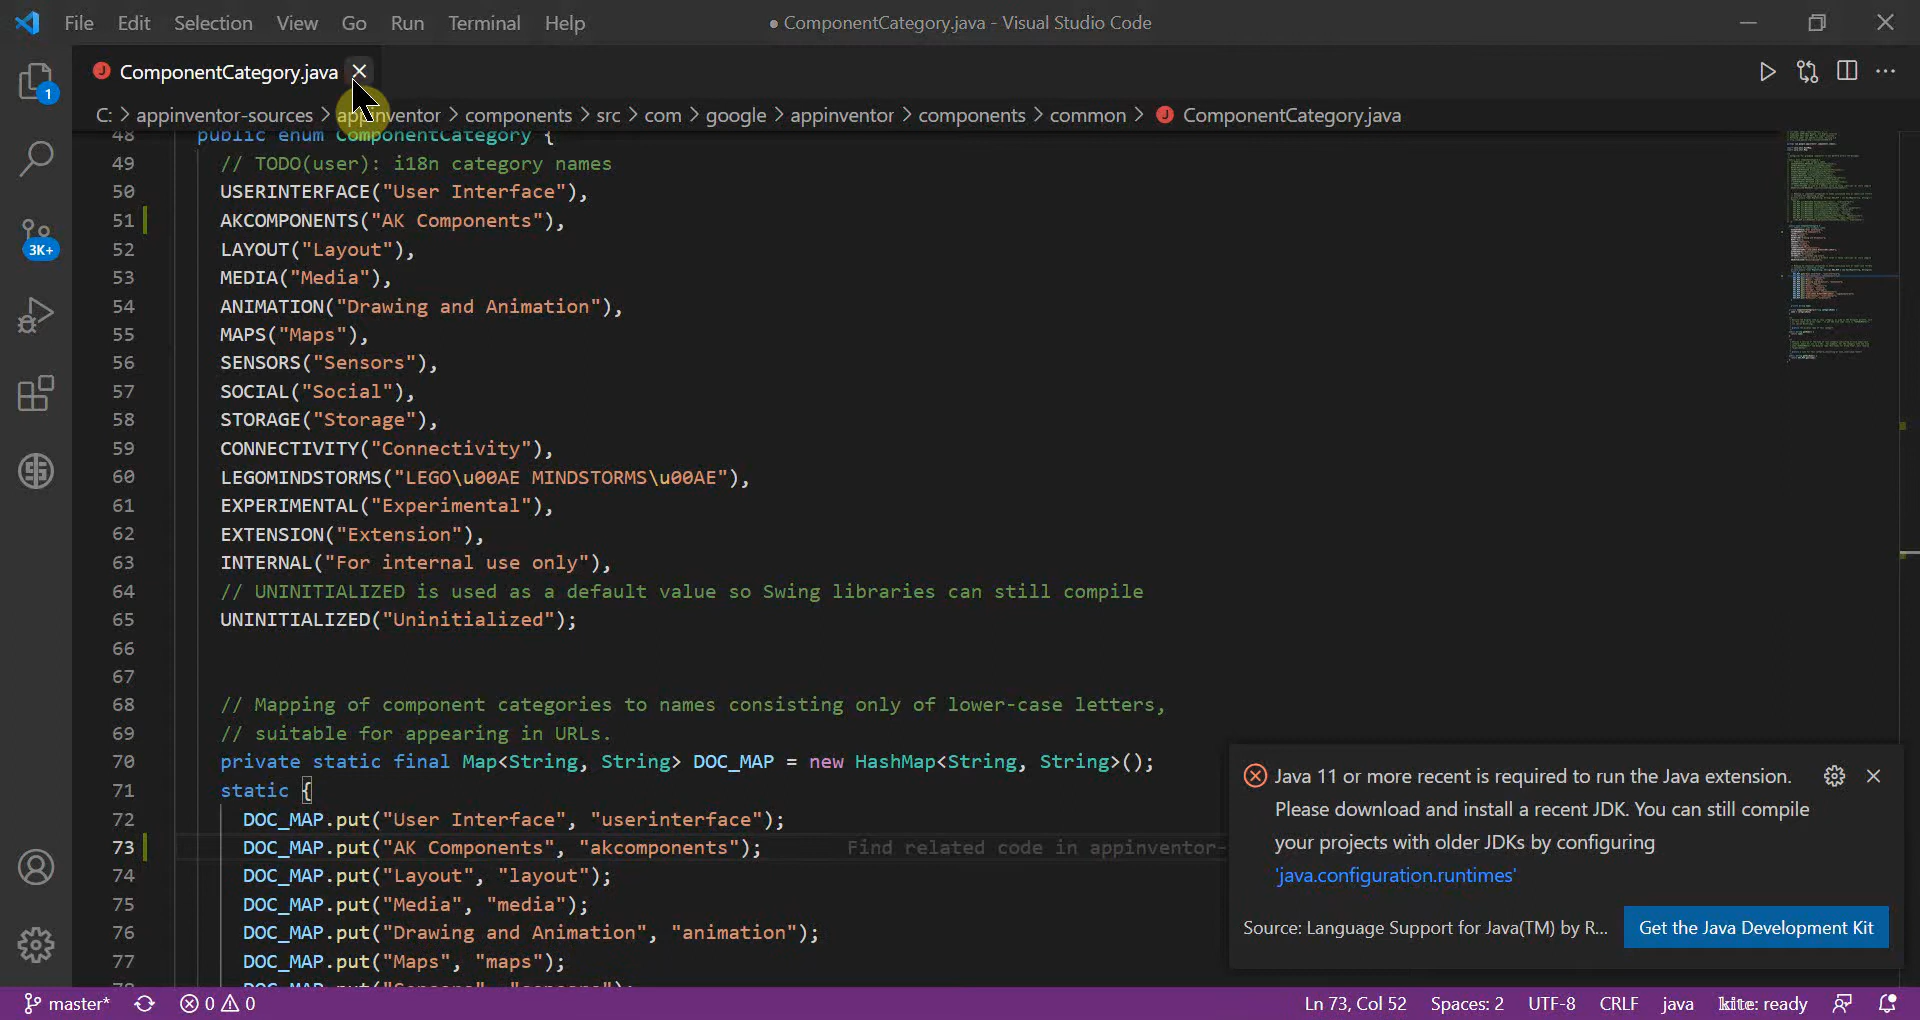 File Edit Selection View Go Run Terminal Help ● ComponentCategory.java - Visual Studio Code
J ComponentCategory.java
C: > appinventor-sources > appinventor > components > src > com > google > appinventor > components > common > J ComponentCategory.java
1
3K+
48 public enum ComponentCategory {
49 // TODO(user): i18n category names
50 USERINTERFACE("User Interface"),
51 AKCOMPONENTS("AK Components"),
52 LAYOUT("Layout"),
53 MEDIA("Media"),
54 ANIMATION("Drawing and Animation"),
55 MAPS("Maps"),
56 SENSORS("Sensors"),
57 SOCIAL("Social"),
58 STORAGE("Storage"),
59 CONNECTIVITY("Connectivity"),
60 LEGOMINDSTORMS("LEGO\u00AE MINDSTORMS\u00AE"),
61 EXPERIMENTAL("Experimental"),
62 EXTENSION("Extension"),
63 INTERNAL("For internal use only"),
64 // UNINITIALIZED is used as a default value so Swing libraries can still compile
65 UNINITIALIZED("Uninitialized");
66
67
68 // Mapping of component categories to names consisting only of lower-case letters,
69 // suitable for appearing in URLs.
70 private static final Map<String, String> DOC_MAP = new HashMap<String, String>();
71 static {
72 DOC_MAP.put("User Interface", "userinterface");
73 DOC_MAP.put("AK Components", "akcomponents"); Find related code in appinventor-
74 DOC_MAP.put("Layout", "layout");
75 DOC_MAP.put("Media", "media");
76 DOC_MAP.put("Drawing and Animation", "animation");
77 DOC_MAP.put("Maps", "maps");
78 DOC_MAP.put("Sensors", "sensors");
Java 11 or more recent is required to run the Java extension.
Please download and install a recent JDK. You can still compile
your projects with older JDKs by configuring
'java.configuration.runtimes'
Source: Language Support for Java(TM) by R... Get the Java Development Kit
master* 0 0 Ln 73, Col 52 Spaces: 2 UTF-8 CRLF java kite: ready